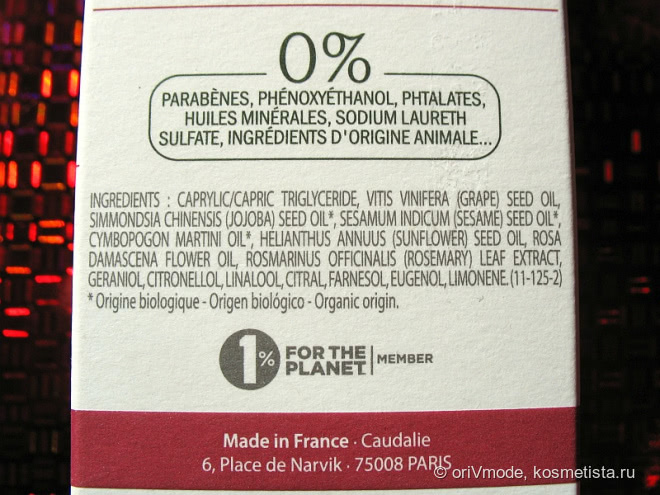 0%
PARABÈNES, PHÉNOXYÉTHANOL, PHTALATES,
HUILES MINÉRALES, SODIUM LAURETH
SULFATE, INGRÉDIENTS D'ORIGINE ANIMALE...
INGREDIENTS : CAPRYLIC/CAPRIC TRIGLYCERIDE, VITIS VINIFERA (GRAPE) SEED OIL,
SIMMONDSIA CHINENSIS (JOJOBA) SEED OIL*, SESAMUM INDICUM (SESAME) SEED OIL*,
CYMBOPOGON MARTINI OIL*, HELIANTHUS ANNUUS (SUNFLOWER) SEED OIL, ROSA
DAMASCENA FLOWER OIL, ROSMARINUS OFFICINALIS (ROSEMARY) LEAF EXTRACT,
GERANIOL, CITRONELLOL, LINALOOL, CITRAL, FARNESOL, EUGENOL, LIMONENE. (11-125-2)
* Origine biologique - Origen biológico - Organic origin.
1% FOR THE
PLANET | MEMBER
Made in France · Caudalie
6, Place de Narvik · 75008 PARIS
© oriVmode, kosmetista.ru